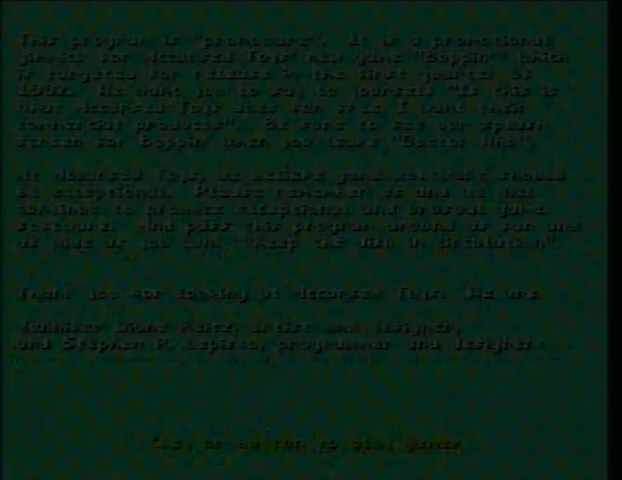 This program is "promoware". It is a promotional
gimmick for Accursed Toys' new game "Boppin'" which
is targeted for release in the first quarter of
1992. We want you to say to yourself "If this is
what Accursed Toys does for free, I want their
commercial products". Be sure to see our splash
screen for Boppin' when you leave "Doctor Who".
At Accursed Toys, we believe game software should
be exceptional. Please remember us and we will
continue to produce exceptional and unusual game
software. And pass this program around as far and
as wide as you can. "Keep the dish in circulation".
Thank you for looking at Accursed Toys. We are
Jennifer Diane Reitz, artist and designer,
and Stephen P. Lepisto, programmer and designer